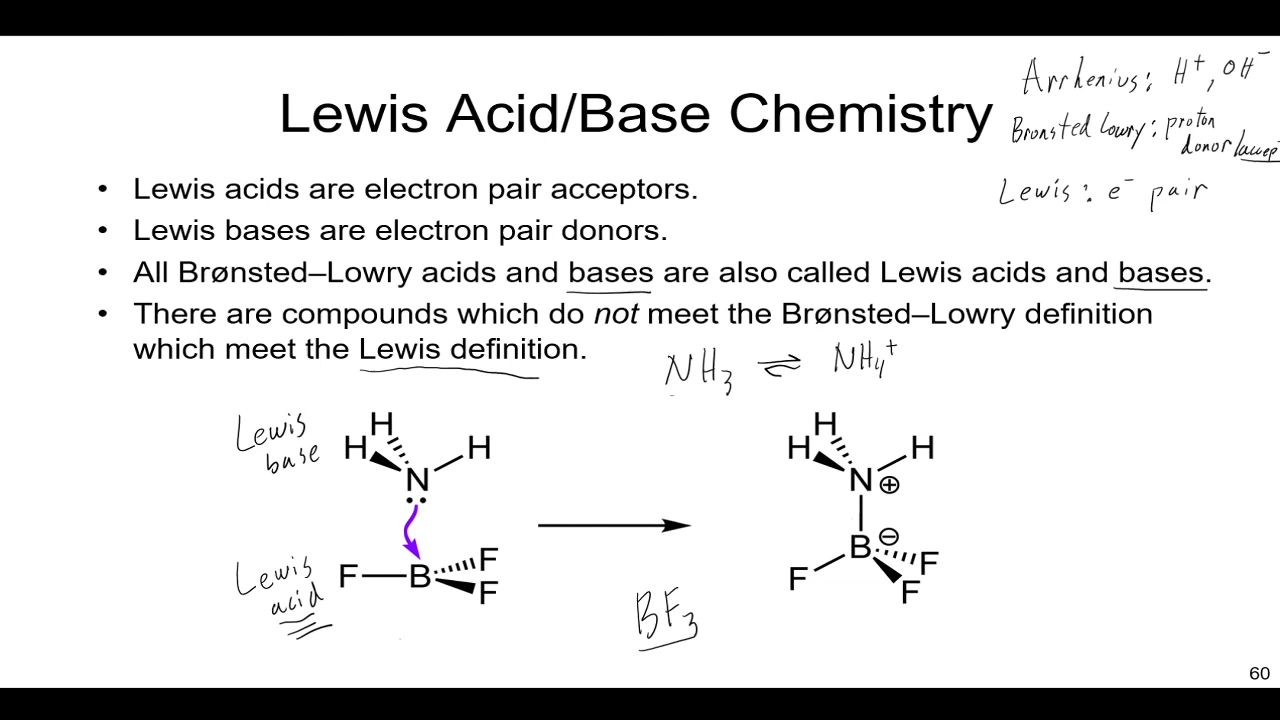 Lewis Acid/Base Chemistry
Arrhenius: H⁺, OH⁻
Bronsted Lowry: proton
donor/accep
Lewis: e⁻ pair
• Lewis acids are electron pair acceptors.
• Lewis bases are electron pair donors.
• All Brønsted–Lowry acids and bases are also called Lewis acids and bases.
• There are compounds which do not meet the Brønsted–Lowry definition
which meet the Lewis definition.
NH₃ ⇌ NH₄⁺
Lewis
base
H
H H
N
Lewis
acid
F B F
F
H
H H
N ⊕
B ⊖
F F
F
BF₃
60